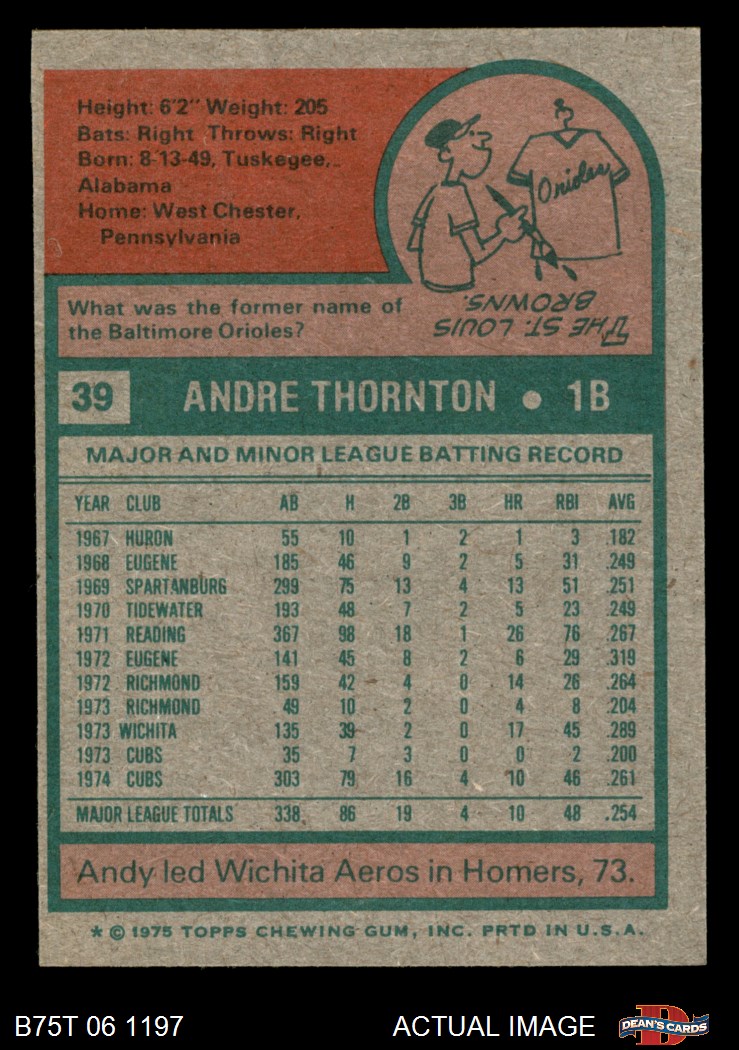 Height: 6'2" Weight: 205
Bats: Right Throws: Right
Born: 8-13-49, Tuskegee,
Alabama
Home: West Chester,
Pennsylvania
Orioles
What was the former name of
the Baltimore Orioles?
THE ST. LOUIS
BROWNS.
39 ANDRE THORNTON • 1B
MAJOR AND MINOR LEAGUE BATTING RECORD
YEAR CLUB AB H 2B 3B HR RBI AVG
1967 HURON 55 10 1 2 1 3 .182
1968 EUGENE 185 46 9 2 5 31 .249
1969 SPARTANBURG 299 75 13 4 13 51 .251
1970 TIDEWATER 193 48 7 2 5 23 .249
1971 READING 367 98 18 1 26 76 .267
1972 EUGENE 141 45 8 2 6 29 .319
1972 RICHMOND 159 42 4 0 14 26 .264
1973 RICHMOND 49 10 2 0 4 8 .204
1973 WICHITA 135 39 2 0 17 45 .289
1973 CUBS 35 7 3 0 0 2 .200
1974 CUBS 303 79 16 4 10 46 .261
MAJOR LEAGUE TOTALS 338 86 19 4 10 48 .254
Andy led Wichita Aeros in Homers, 73.
* © 1975 TOPPS CHEWING GUM, INC. PRTD IN U.S.A.
B75T 06 1197 ACTUAL IMAGE
D
DEAN'S CARDS